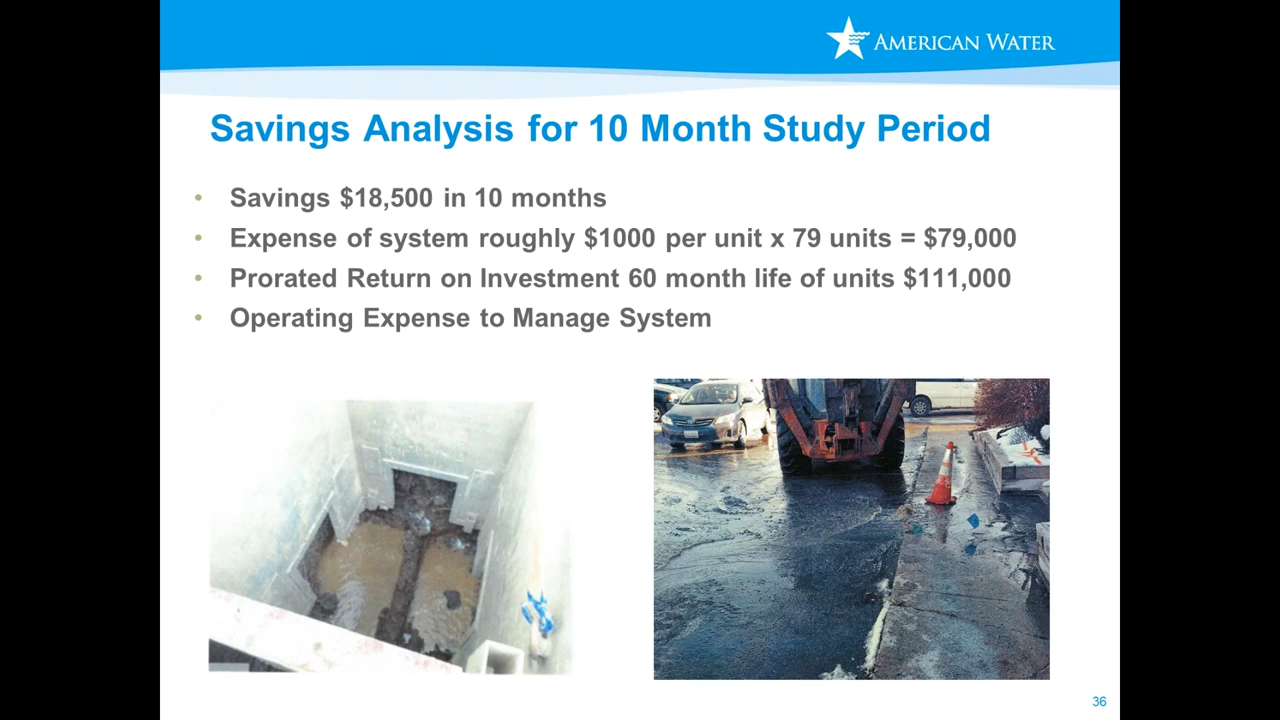 AMERICAN WATER
Savings Analysis for 10 Month Study Period
• Savings $18,500 in 10 months
• Expense of system roughly $1000 per unit x 79 units = $79,000
• Prorated Return on Investment 60 month life of units $111,000
• Operating Expense to Manage System
36